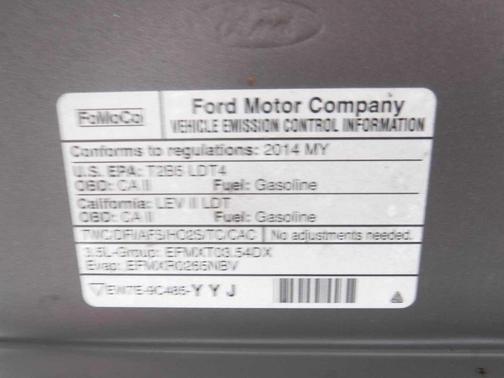 FoMoCo
Ford Motor Company
VEHICLE EMISSION CONTROL INFORMATION
Conforms to regulations: 2014 MY
U.S. EPA: T2B5 LDT4
OBD: CA II Fuel: Gasoline
California: LEV II LDT
OBD: CA II Fuel: Gasoline
TWC/DFI/AFS/HO2S/TC/CAC No adjustments needed.
3.5L-Group: EFMXT03.54DX
Evap: EFMXR0265NBV
EW7E-9C485-Y Y J